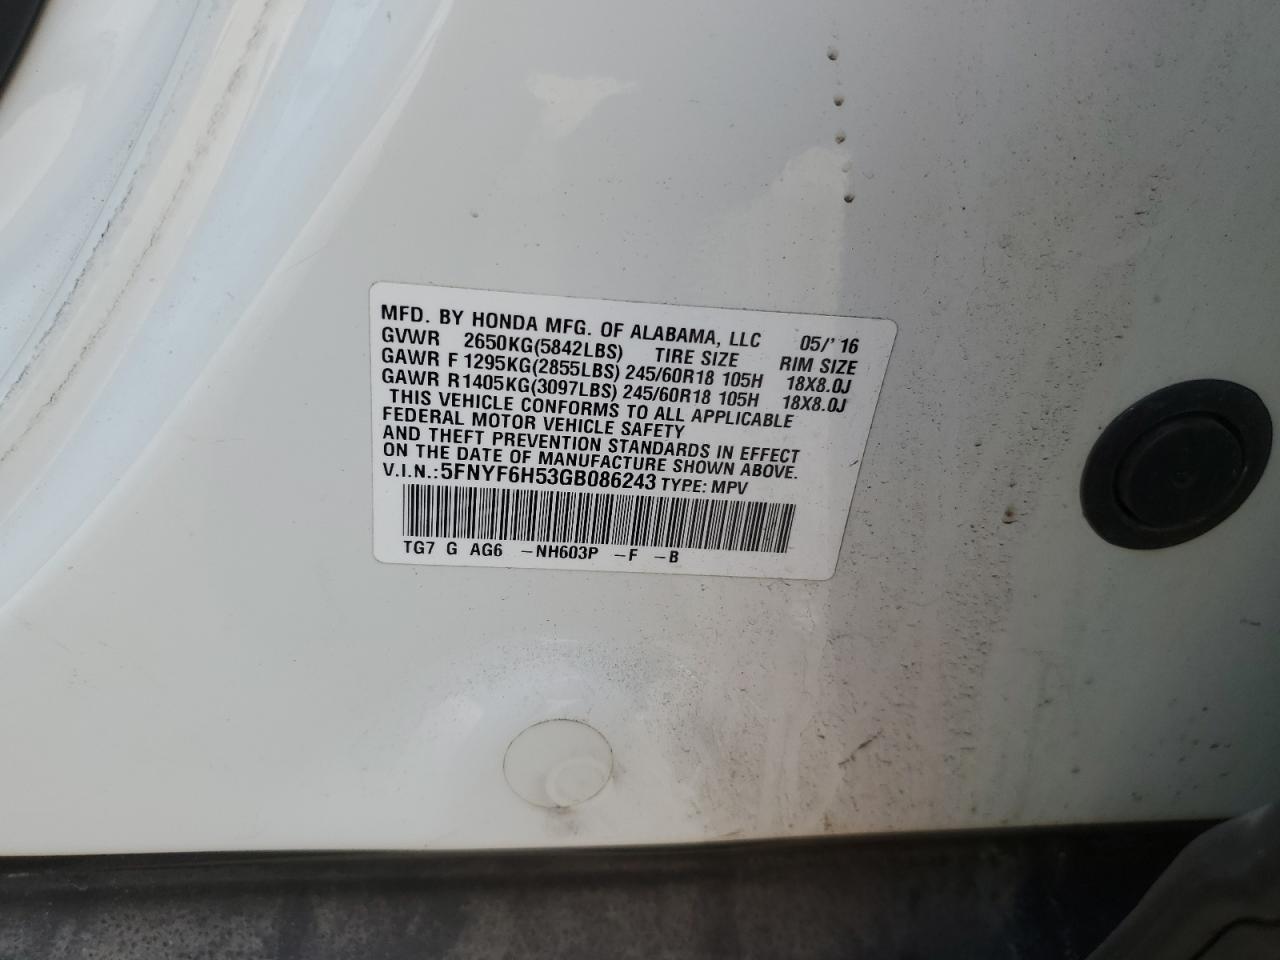 MFD. BY HONDA MFG. OF ALABAMA, LLC 05/' 16
GVWR 2650KG(5842LBS) TIRE SIZE RIM SIZE
GAWR F 1295KG(2855LBS) 245/60R18 105H 18X8.0J
GAWR R1405KG(3097LBS) 245/60R18 105H 18X8.0J
THIS VEHICLE CONFORMS TO ALL APPLICABLE
FEDERAL MOTOR VEHICLE SAFETY
AND THEFT PREVENTION STANDARDS IN EFFECT
ON THE DATE OF MANUFACTURE SHOWN ABOVE.
V.I.N.:5FNYF6H53GB086243 TYPE: MPV
TG7 G AG6 -NH603P -F -B